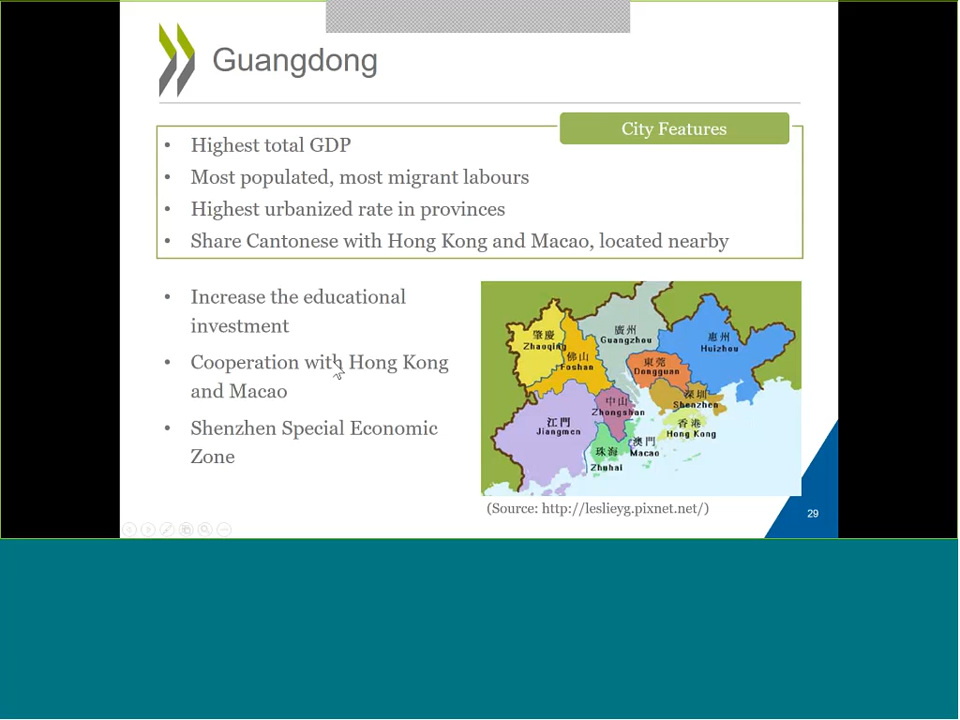 Guangdong
City Features
• Highest total GDP
• Most populated, most migrant labours
• Highest urbanized rate in provinces
• Share Cantonese with Hong Kong and Macao, located nearby
• Increase the educational
investment
• Cooperation with Hong Kong
and Macao
• Shenzhen Special Economic
Zone
肇慶
Zhaoqing
佛山
Foshan
廣州
Guangzhou
惠州
Huizhou
東莞
Dongguan
深圳
Shenzhen
中山
Zhongshan
江門
Jiangmen
香港
Hong Kong
澳門
Macao
珠海
Zhuhai
(Source: http://leslieyg.pixnet.net/)
29